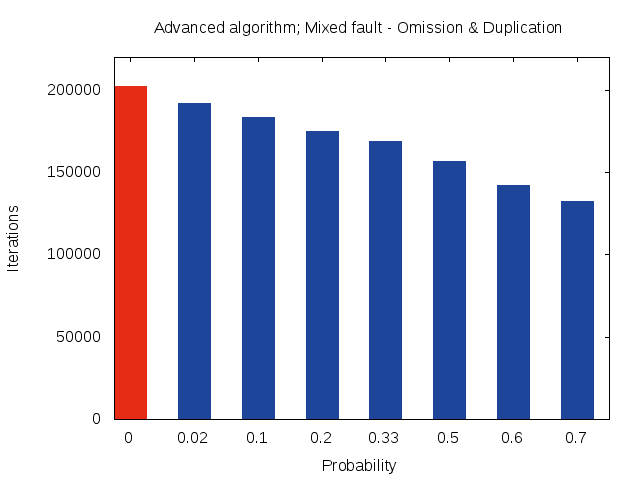 Advanced algorithm; Mixed fault - Omission & Duplication
200000
150000
100000
50000
0
Iterations
0 0.02 0.1 0.2 0.33 0.5 0.6 0.7
Probability